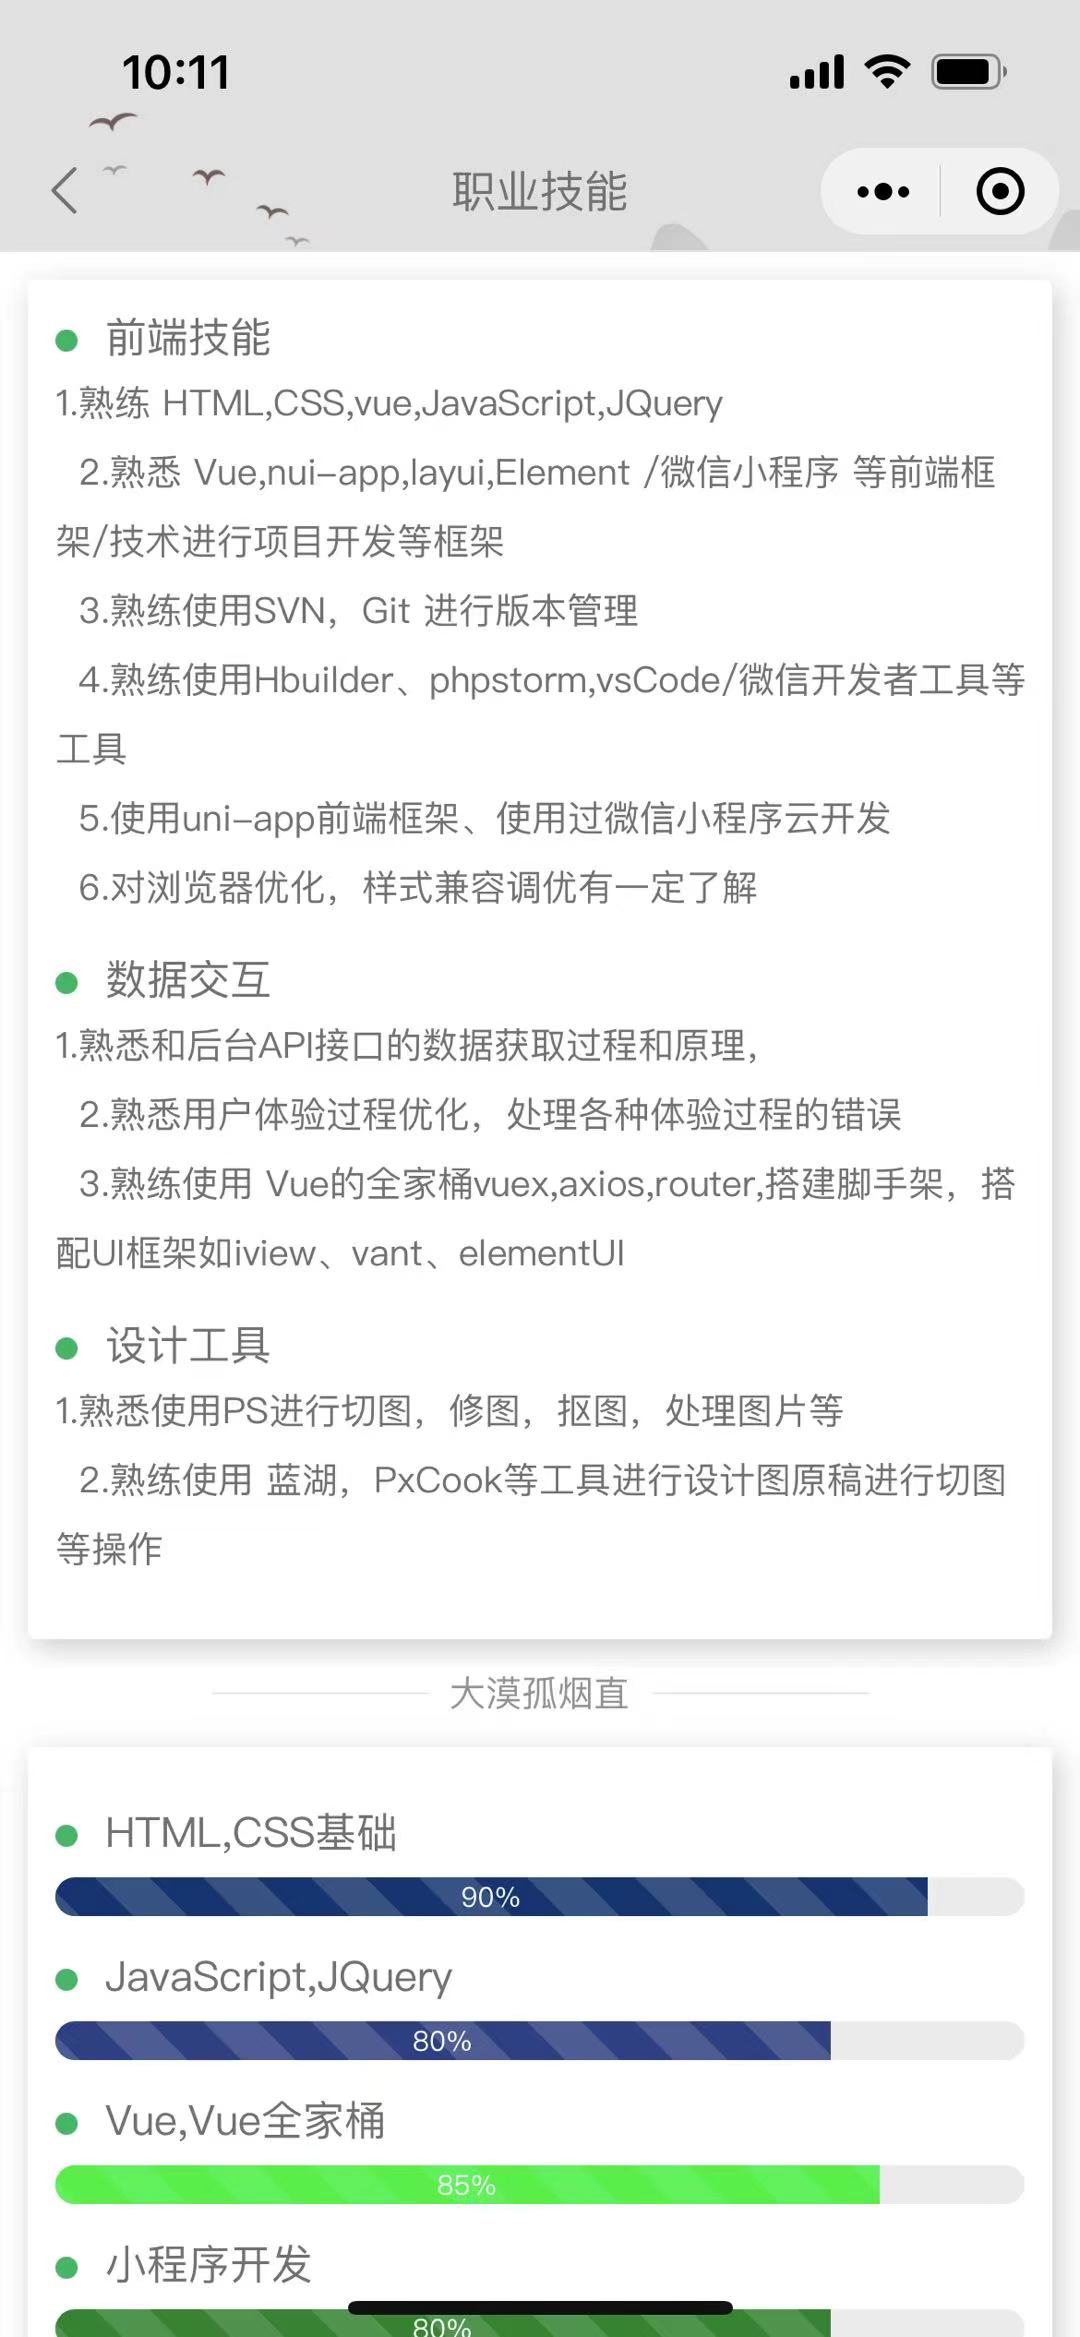 10:11
职业技能
前端技能
1.熟练 HTML,CSS,vue,JavaScript,JQuery
2.熟悉 Vue,nui-app,layui,Element /微信小程序 等前端框
架/技术进行项目开发等框架
3.熟练使用SVN，Git 进行版本管理
4.熟练使用Hbuilder、phpstorm,vsCode/微信开发者工具等
工具
5.使用uni-app前端框架、使用过微信小程序云开发
6.对浏览器优化，样式兼容调优有一定了解
数据交互
1.熟悉和后台API接口的数据获取过程和原理，
2.熟悉用户体验过程优化，处理各种体验过程的错误
3.熟练使用 Vue的全家桶vuex,axios,router,搭建脚手架，搭
配UI框架如iview、vant、elementUI
设计工具
1.熟悉使用PS进行切图，修图，抠图，处理图片等
2.熟练使用 蓝湖，PxCook等工具进行设计图原稿进行切图
等操作
大漠孤烟直
HTML,CSS基础
90%
JavaScript,JQuery
80%
Vue,Vue全家桶
85%
小程序开发
80%